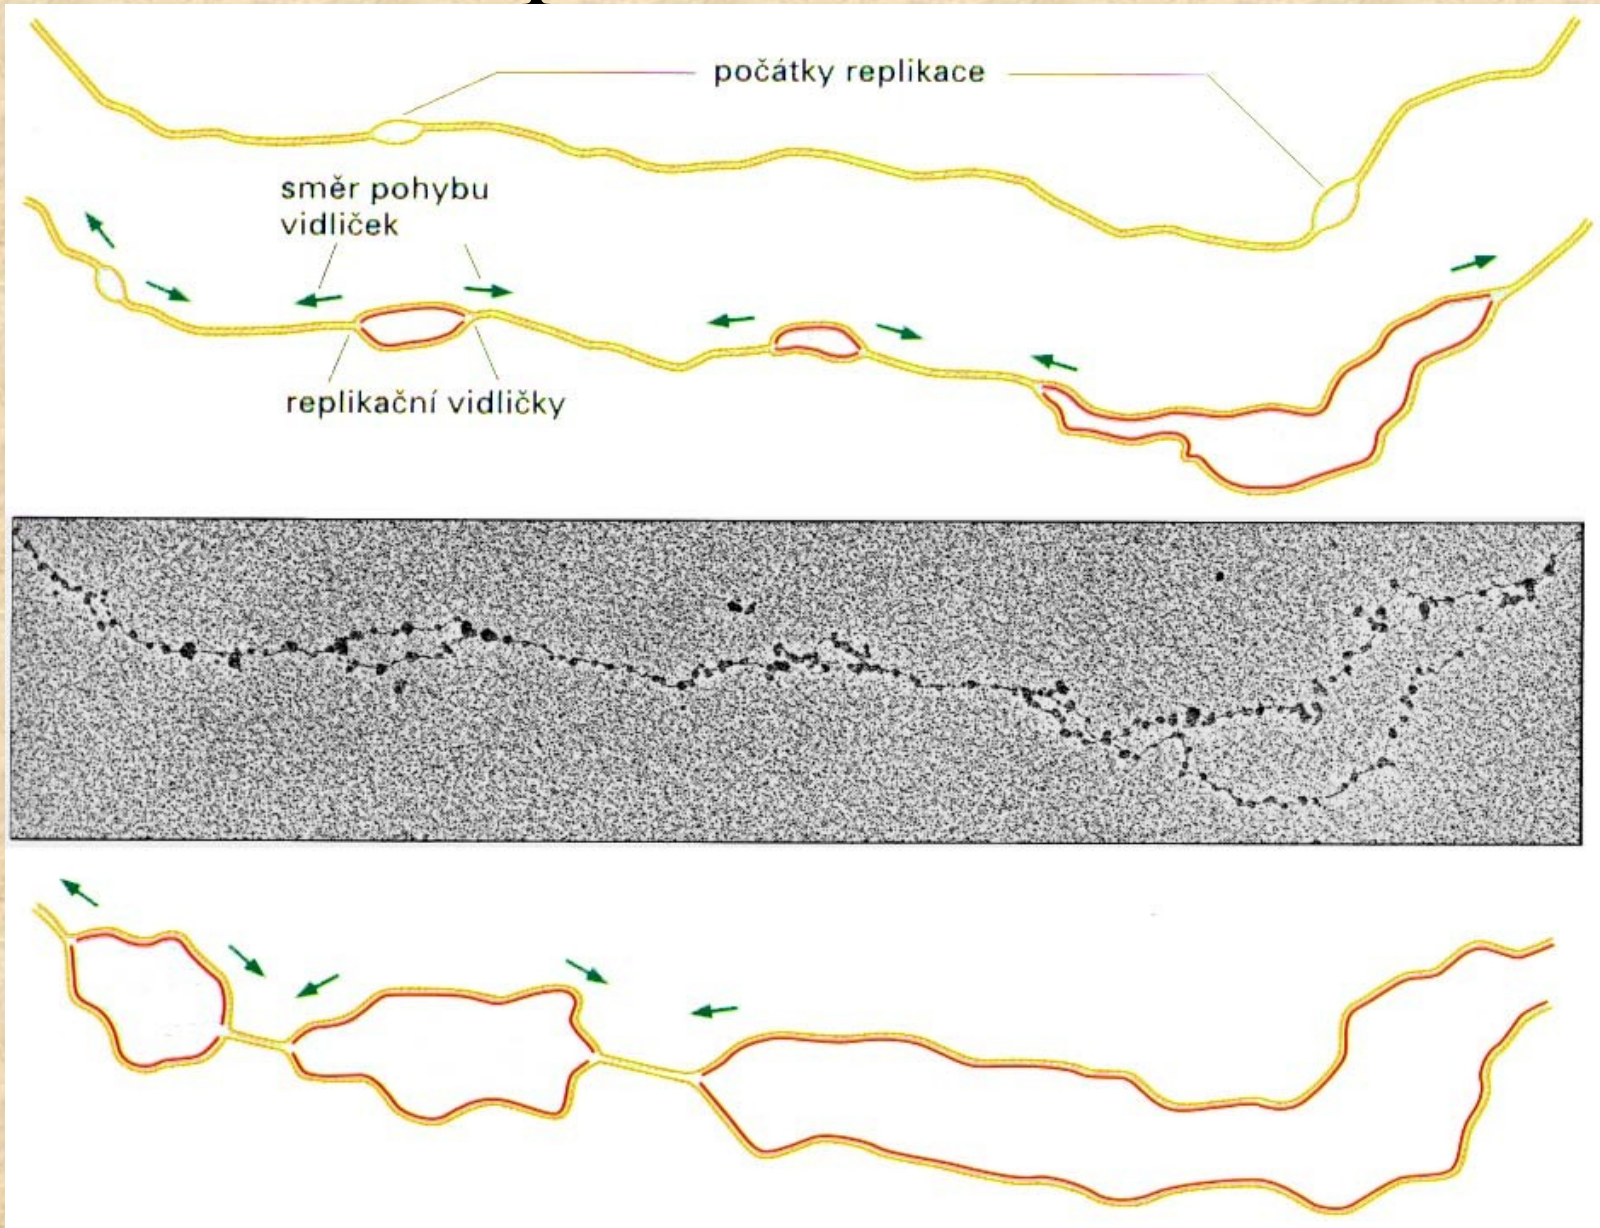 počátky replikace
směr pohybu
vidliček
replikační vidličky